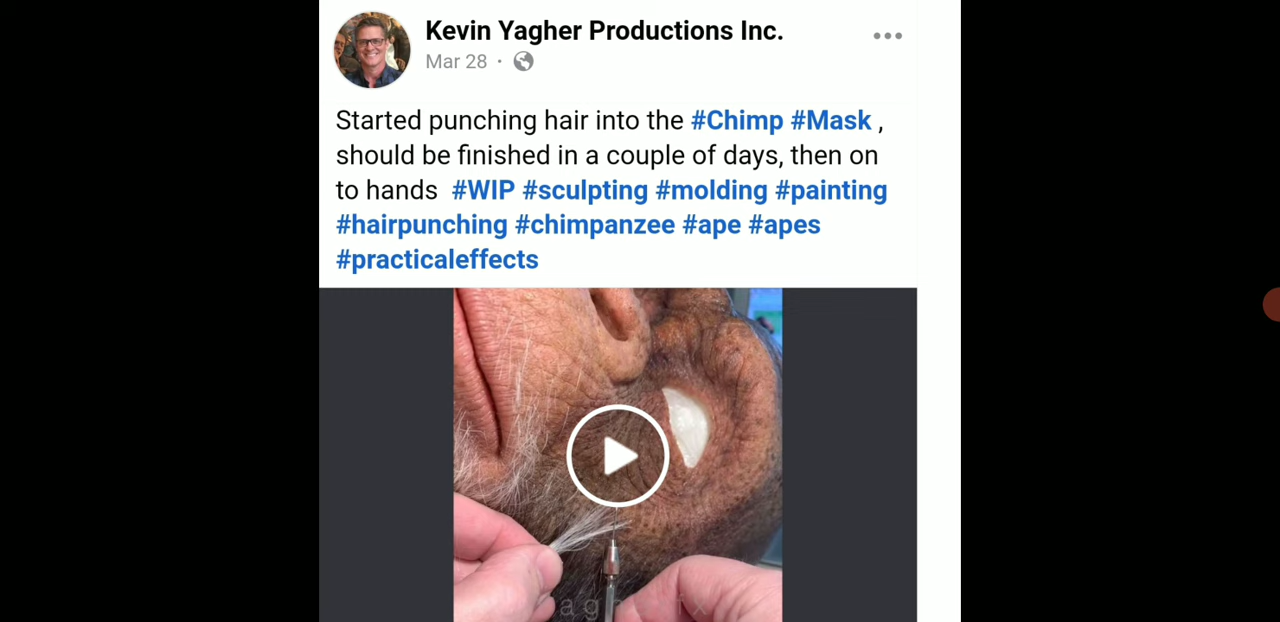 Kevin Yagher Productions Inc.
Mar 28 ·
Started punching hair into the #Chimp #Mask ,
should be finished in a couple of days, then on
to hands #WIP #sculpting #molding #painting
#hairpunching #chimpanzee #ape #apes
#practicaleffects